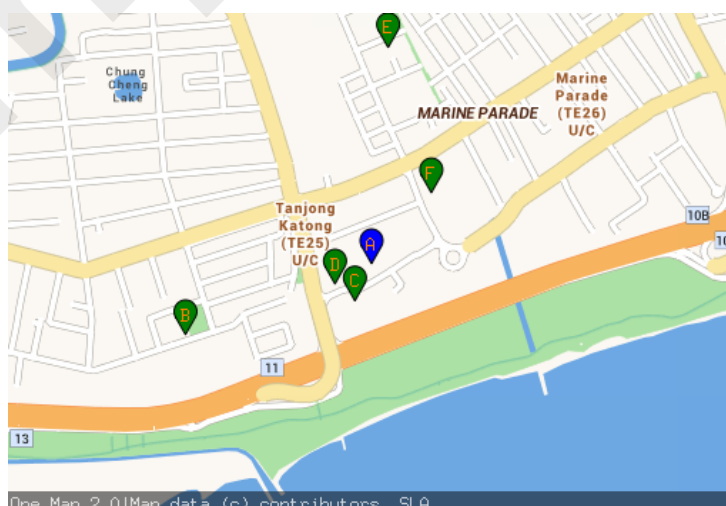 E
Chung
Cheng
Lake
Marine
Parade
(TE26)
U/C
MARINE PARADE
F
Tanjong
Katong
(TE25)
U/C
10B
A
10
D
C
B
11
13
One Map 2.0|Map data (c) contributors, SLA